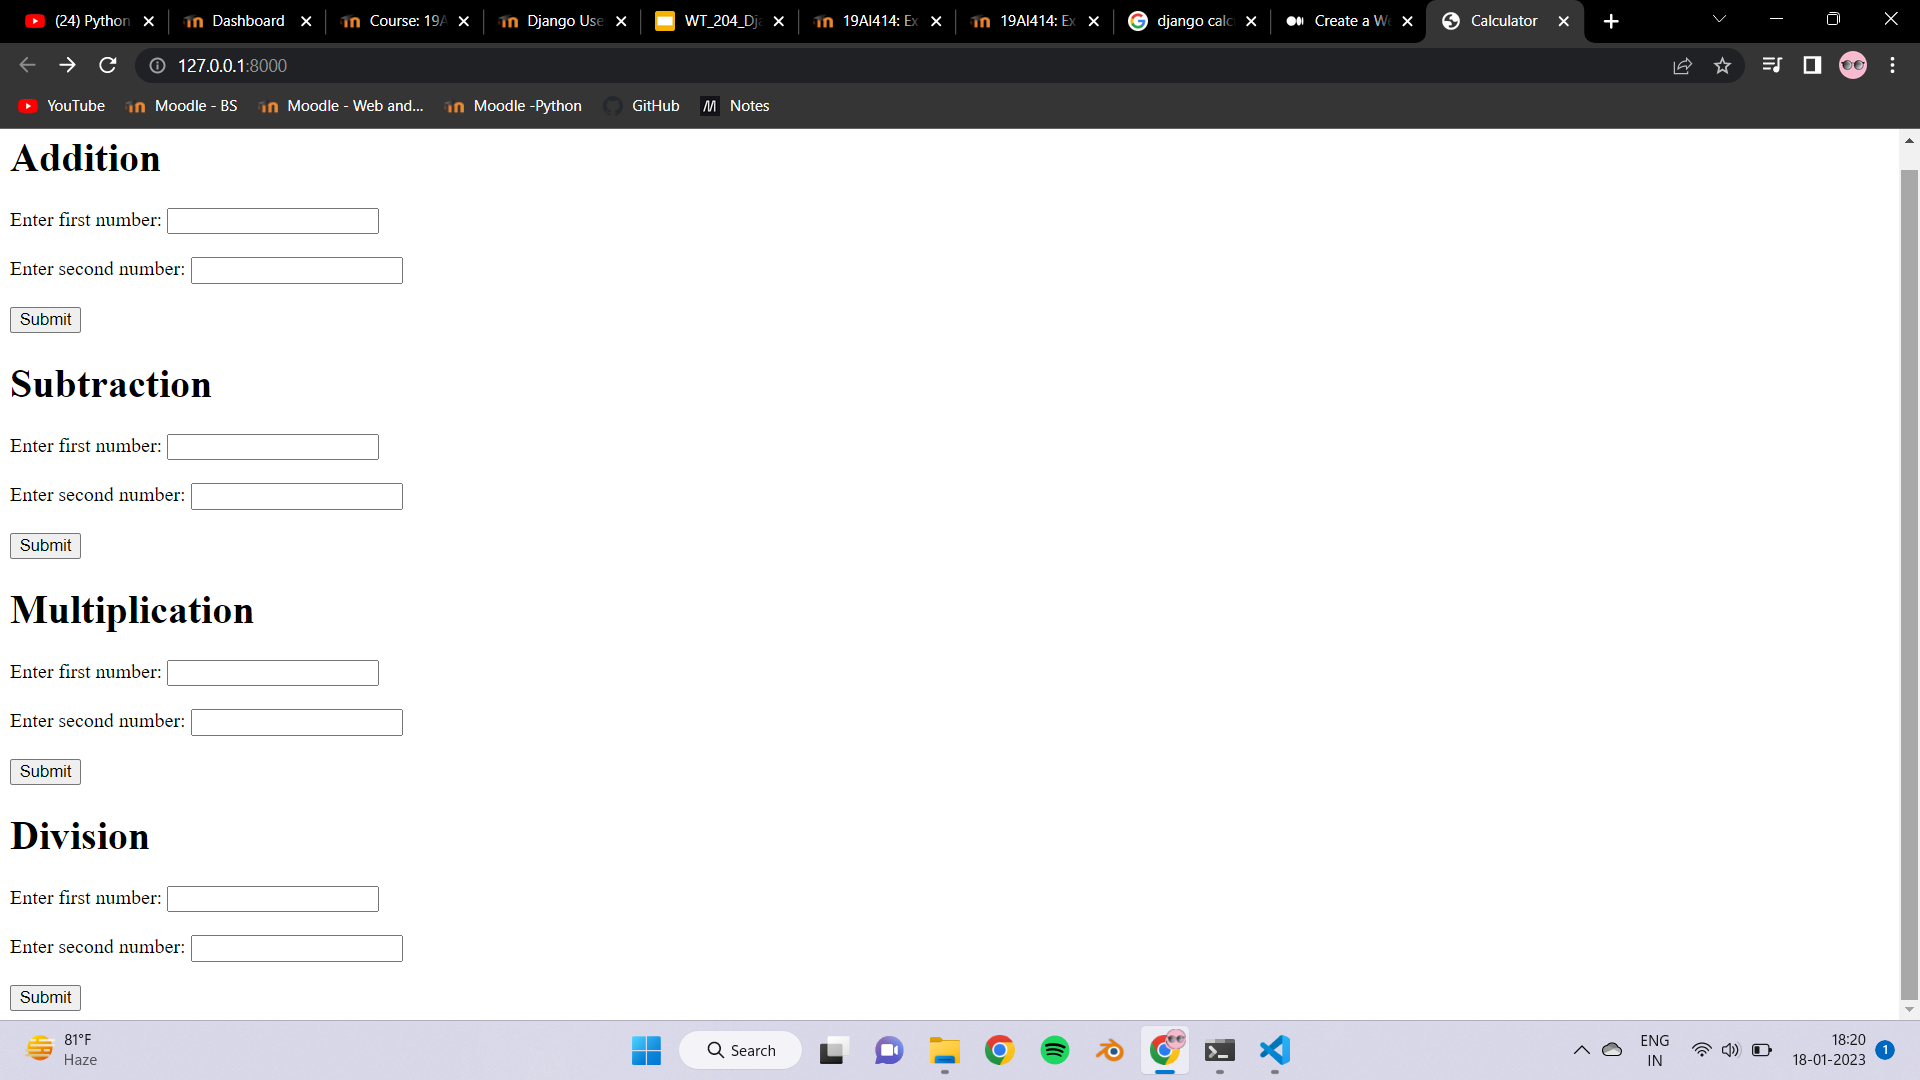 (24) Python
Dashboard
Course: 19A
Django Use
WT_204_Dja
19AI414: Ex
19AI414: Ex
django calc
Create a We
Calculator
127.0.0.1:8000
YouTube
Moodle - BS
Moodle - Web and...
Moodle -Python
GitHub
Notes
Addition
Enter first number:
Enter second number:
Submit
Subtraction
Enter first number:
Enter second number:
Submit
Multiplication
Enter first number:
Enter second number:
Submit
Division
Enter first number:
Enter second number:
Submit
81°F
Haze
Search
ENG
IN
18:20
18-01-2023
1